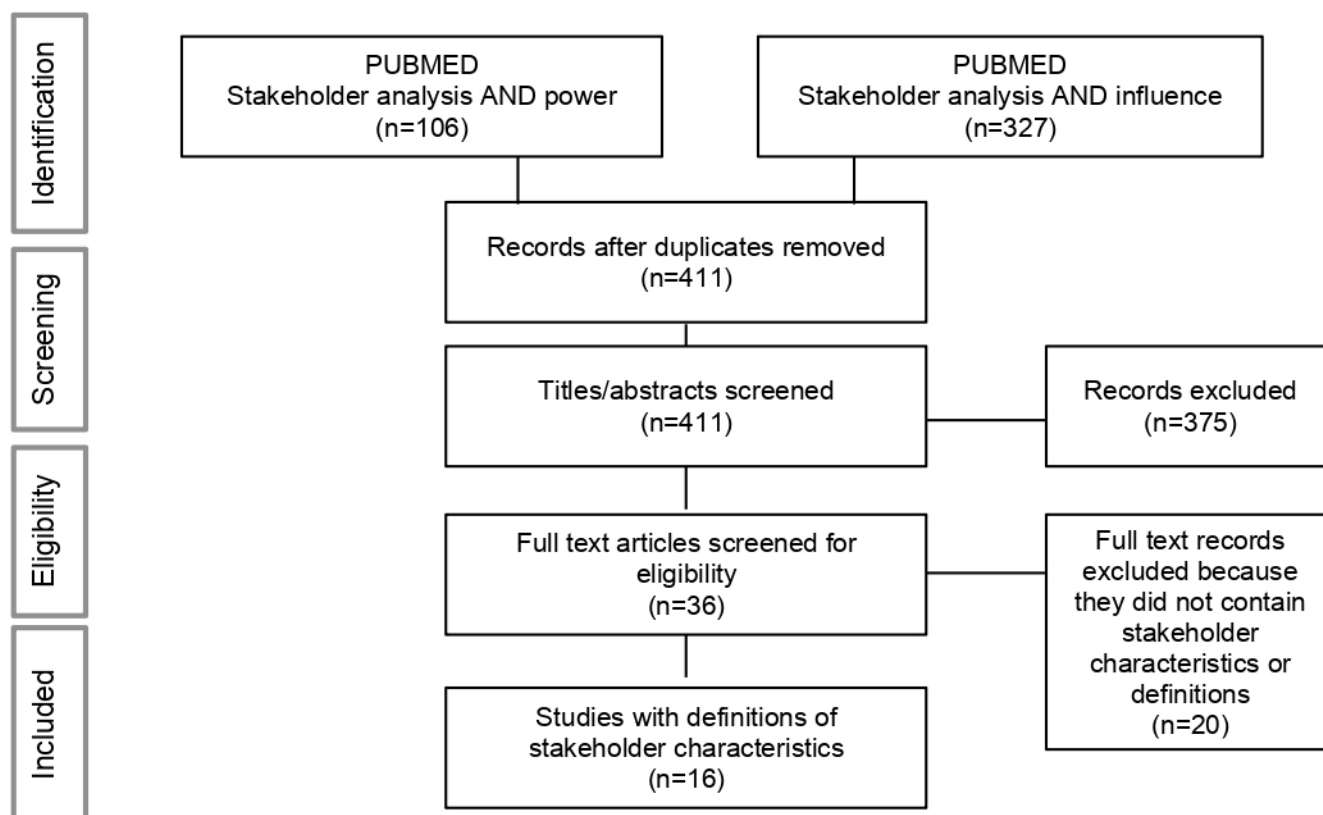 Identification
PUBMED
Stakeholder analysis AND power
(n=106)
PUBMED
Stakeholder analysis AND influence
(n=327)
Records after duplicates removed
(n=411)
Screening
Titles/abstracts screened
(n=411)
Records excluded
(n=375)
Eligibility
Full text articles screened for
eligibility
(n=36)
Full text records
excluded because
they did not contain
stakeholder
characteristics or
definitions
(n=20)
Included
Studies with definitions of
stakeholder characteristics
(n=16)